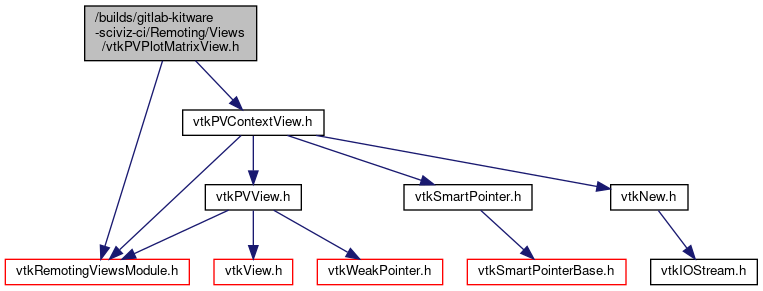 /builds/gitlab-kitware
-sciviz-ci/Remoting/Views
/vtkPVPlotMatrixView.h
vtkPVContextView.h
vtkPVView.h
vtkSmartPointer.h
vtkNew.h
vtkRemotingViewsModule.h
vtkView.h
vtkWeakPointer.h
vtkSmartPointerBase.h
vtkIOStream.h